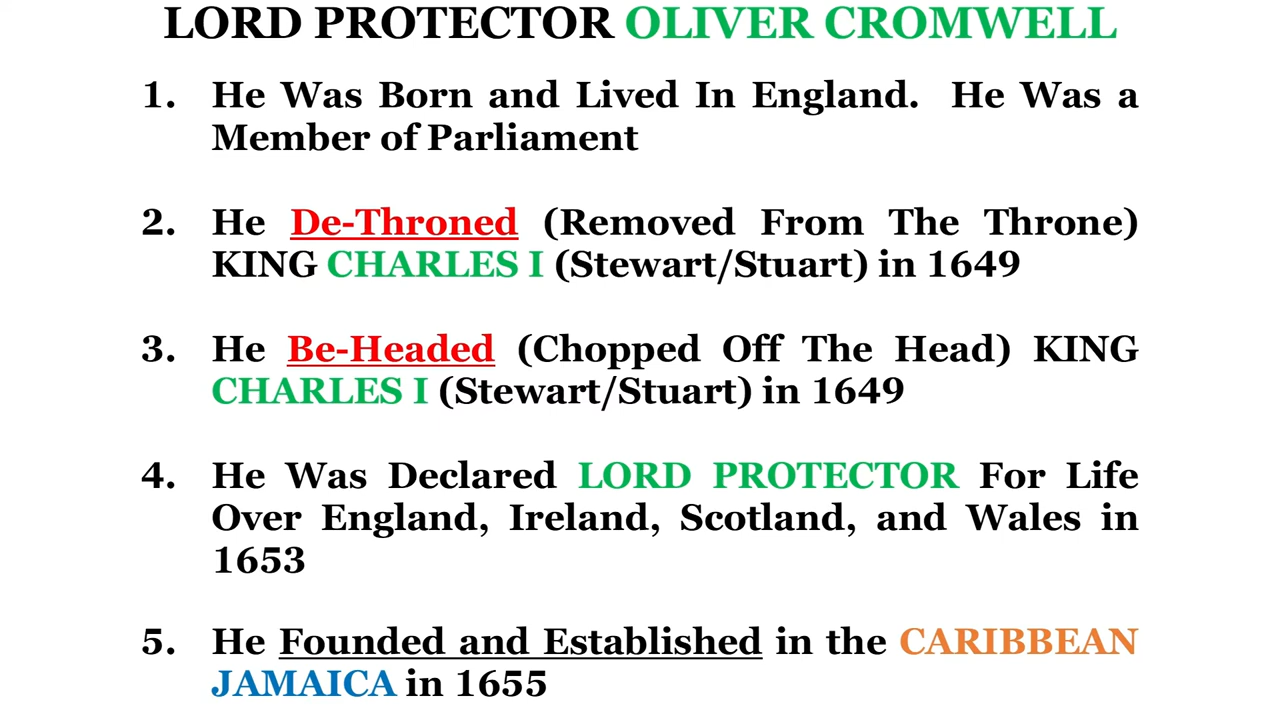 LORD PROTECTOR OLIVER CROMWELL
1. He Was Born and Lived In England. He Was a
Member of Parliament
2. He De-Throned (Removed From The Throne)
KING CHARLES I (Stewart/Stuart) in 1649
3. He Be-Headed (Chopped Off The Head) KING
CHARLES I (Stewart/Stuart) in 1649
4. He Was Declared LORD PROTECTOR For Life
Over England, Ireland, Scotland, and Wales in
1653
5. He Founded and Established in the CARIBBEAN
JAMAICA in 1655